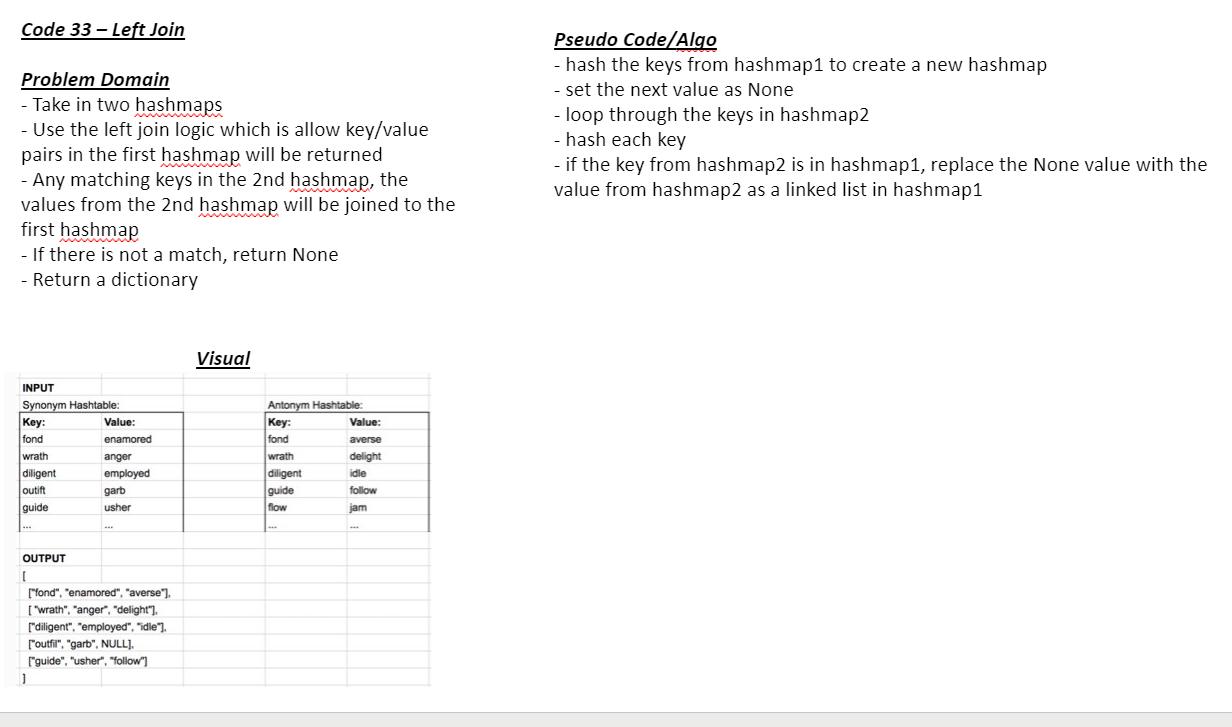 Code 33 – Left Join
Problem Domain
- Take in two hashmaps
- Use the left join logic which is allow key/value
pairs in the first hashmap will be returned
- Any matching keys in the 2nd hashmap, the
values from the 2nd hashmap will be joined to the
first hashmap
- If there is not a match, return None
- Return a dictionary
Pseudo Code/Algo
- hash the keys from hashmap1 to create a new hashmap
- set the next value as None
- loop through the keys in hashmap2
- hash each key
- if the key from hashmap2 is in hashmap1, replace the None value with the
value from hashmap2 as a linked list in hashmap1
Visual
INPUT
Synonym Hashtable: Antonym Hashtable:
Key: Value: Key: Value:
fond enamored fond averse
wrath anger wrath delight
diligent employed diligent idle
outift garb guide follow
guide usher flow jam
... ... ... ...
OUTPUT
[
["fond", "enamored", "averse"],
[ "wrath", "anger", "delight"],
["diligent", "employed", "idle"],
["outfil", "garb", NULL],
["guide", "usher", "follow"]
]